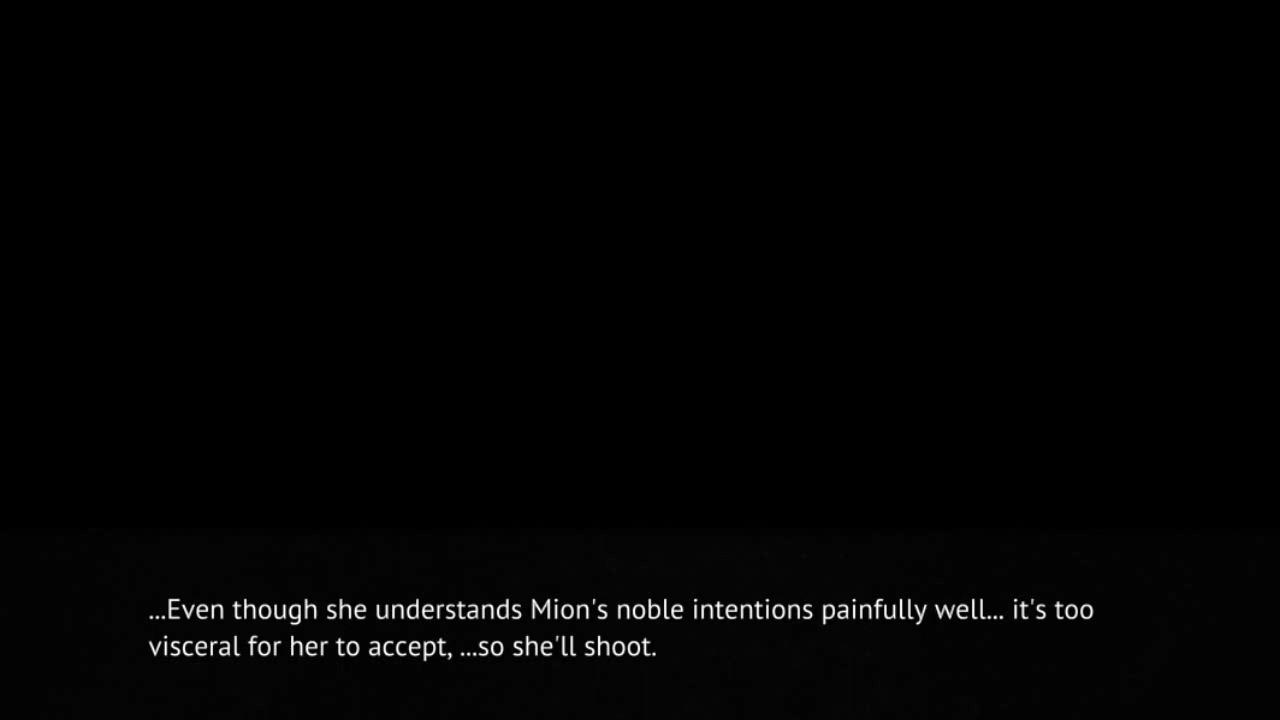 ...Even though she understands Mion's noble intentions painfully well... it's too
visceral for her to accept, ...so she'll shoot.